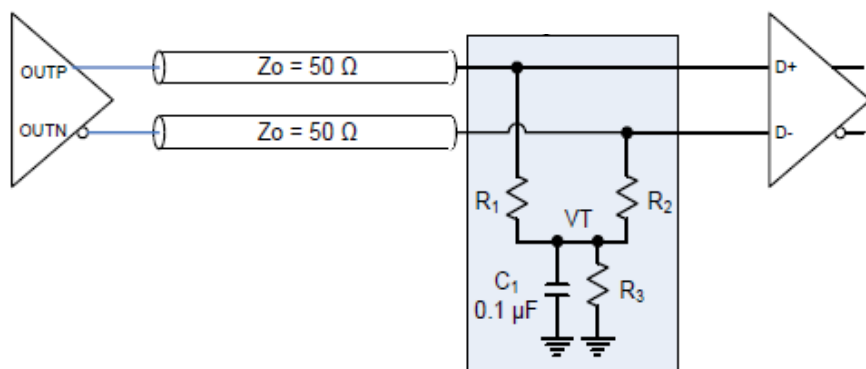 OUTP
Zo = 50 Ω
D+
OUTN
Zo = 50 Ω
D-
R₁
VT
R₂
C₁
0.1 µF
R₃